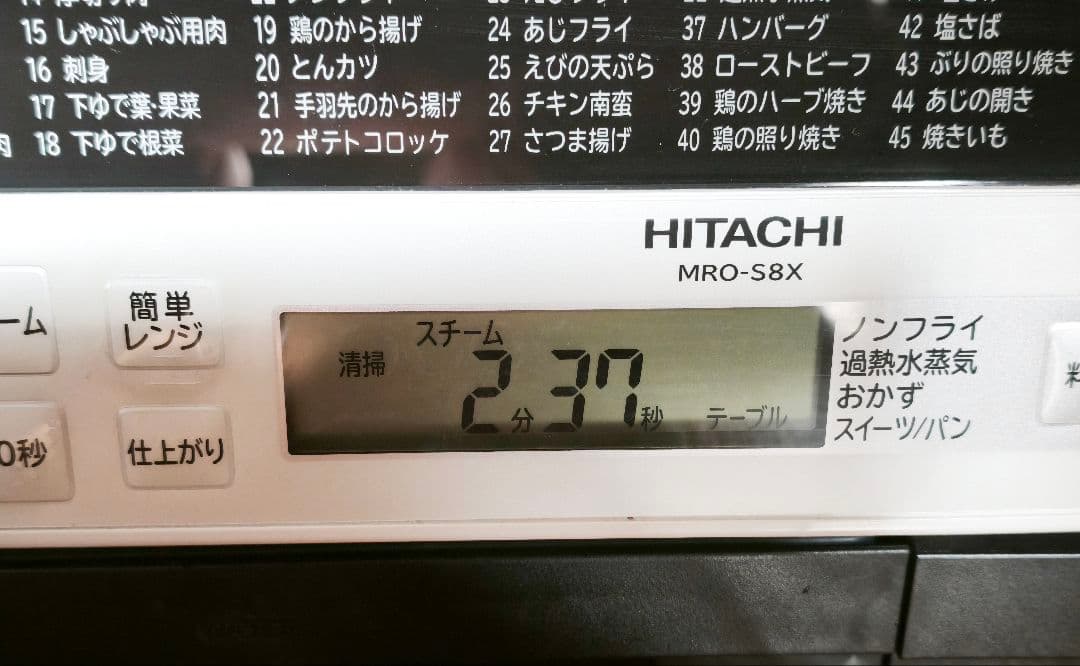 15 しゃぶしゃぶ用肉 19 鶏のから揚げ 24 あじフライ 37 ハンバーグ 42 塩さば
16 刺身 20 とんカツ 25 えびの天ぷら 38 ローストビーフ 43 ぶりの照り焼き
17 下ゆで葉・果菜 21 手羽先のから揚げ 26 チキン南蛮 39 鶏のハーブ焼き 44 あじの開き
肉 18 下ゆで根菜 22 ポテトコロッケ 27 さつま揚げ 40 鶏の照り焼き 45 焼きいも
HITACHI
MRO-S8X
ーム
簡単
レンジ
0秒
仕上がり
スチーム
清掃
2分37秒
テーブル
ノンフライ
過熱水蒸気
おかず
スイーツ/パン